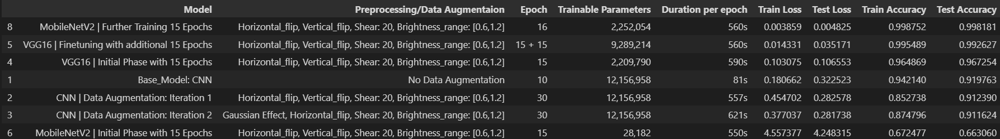 Model Preprocessing/Data Augmentaion Epoch Trainable Parameters Duration per epoch Train Loss Test Loss Train Accuracy Test Accuracy
8 MobileNetV2 | Further Training 15 Epochs Horizontal_flip, Vertical_flip, Shear: 20, Brightness_range: [0.6,1.2] 16 2,252,054 560s 0.003859 0.004825 0.998752 0.998181
5 VGG16 | Finetuning with additional 15 Epochs Horizontal_flip, Vertical_flip, Shear: 20, Brightness_range: [0.6,1.2] 15 + 15 9,289,214 560s 0.014331 0.035171 0.995489 0.992627
4 VGG16 | Initial Phase with 15 Epochs Horizontal_flip, Vertical_flip, Shear: 20, Brightness_range: [0.6,1.2] 15 2,209,790 590s 0.103075 0.106553 0.964869 0.967254
1 Base_Model: CNN No Data Augmentation 10 12,156,958 81s 0.180662 0.322523 0.942140 0.919763
2 CNN | Data Augmentation: Iteration 1 Horizontal_flip, Vertical_flip, Shear: 20, Brightness_range: [0.6,1.2] 30 12,156,958 557s 0.454702 0.282578 0.852738 0.912390
3 CNN | Data Augmentation: Iteration 2 Gaussian Effect, Horizontal_flip, Shear: 20, Brightness_range: [0.6,1.2] 30 12,156,958 621s 0.377037 0.281738 0.874796 0.911624
6 MobileNetV2 | Initial Phase with 15 Epochs Horizontal_flip, Vertical_flip, Shear: 20, Brightness_range: [0.6,1.2] 15 28,182 550s 4.557377 4.248315 0.672477 0.663060